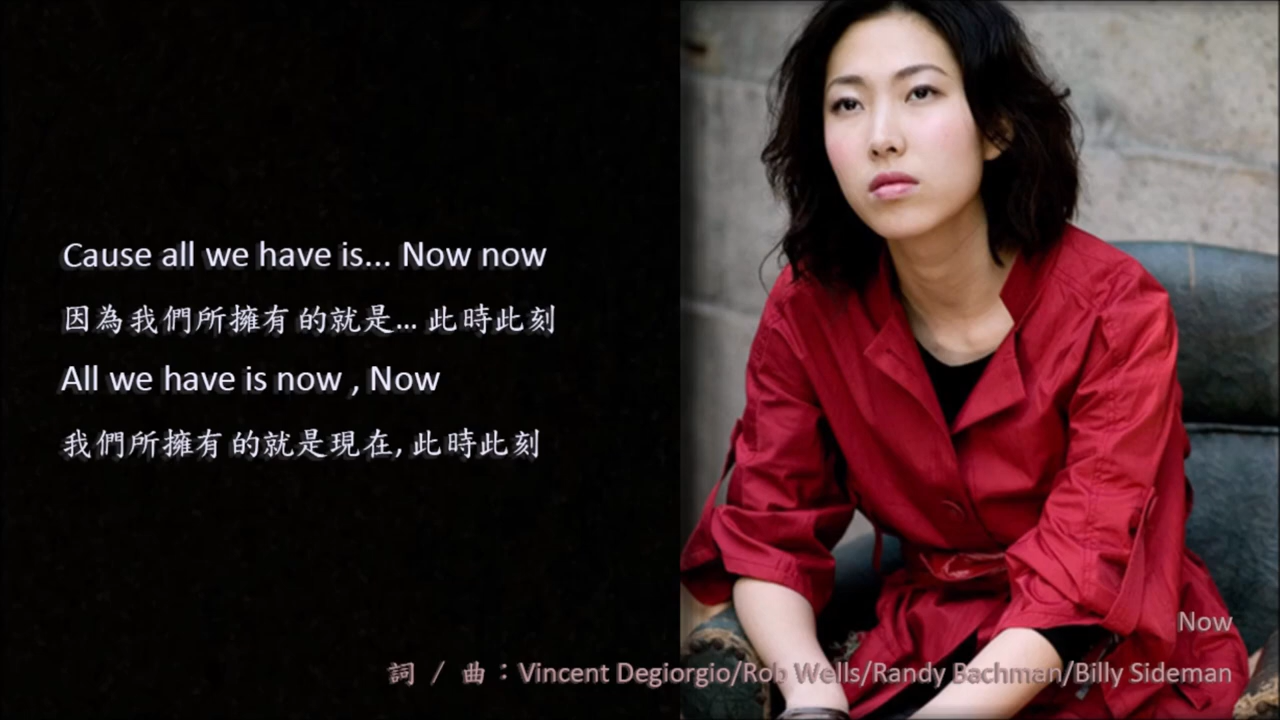 Cause all we have is... Now now
因為我們所擁有的就是... 此時此刻
All we have is now , Now
我們所擁有的就是現在, 此時此刻
Now
詞 / 曲：Vincent Degiorgio/Rob Wells/Randy Bachman/Billy Sideman